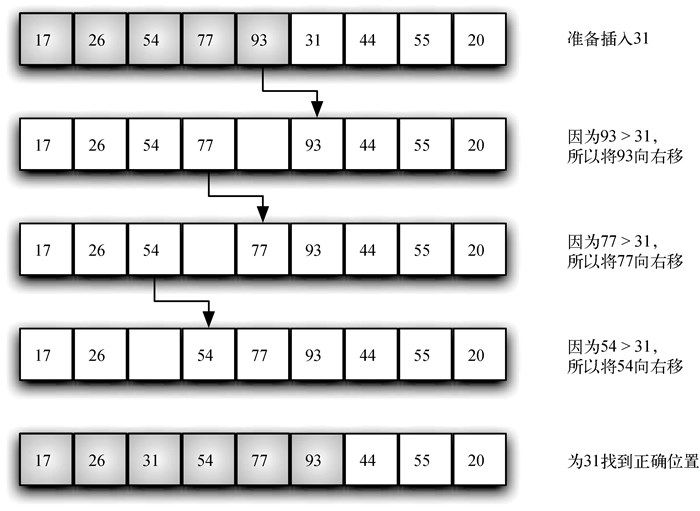 17 26 54 77 93 31 44 55 20
准备插入31
17 26 54 77 93 44 55 20
因为93 > 31,
所以将93向右移
17 26 54 77 93 44 55 20
因为77 > 31,
所以将77向右移
17 26 54 77 93 44 55 20
因为54 > 31,
所以将54向右移
17 26 31 54 77 93 44 55 20
为31找到正确位置